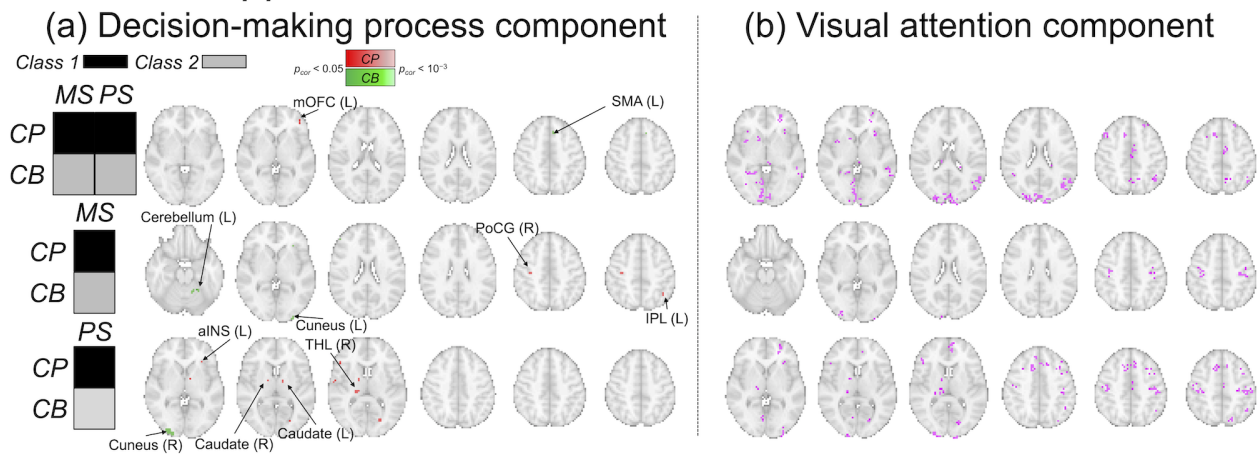 (a) Decision-making process component
(b) Visual attention component
Class 1 Class 2
CP
p_cor < 0.05 p_cor < 10⁻³
CB
MS PS
mOFC (L)
SMA (L)
CP
CB
MS
Cerebellum (L)
PoCG (R)
CP
CB
Cuneus (L)
IPL (L)
PS
aINS (L)
THL (R)
CP
CB
Cuneus (R)
Caudate (R)
Caudate (L)